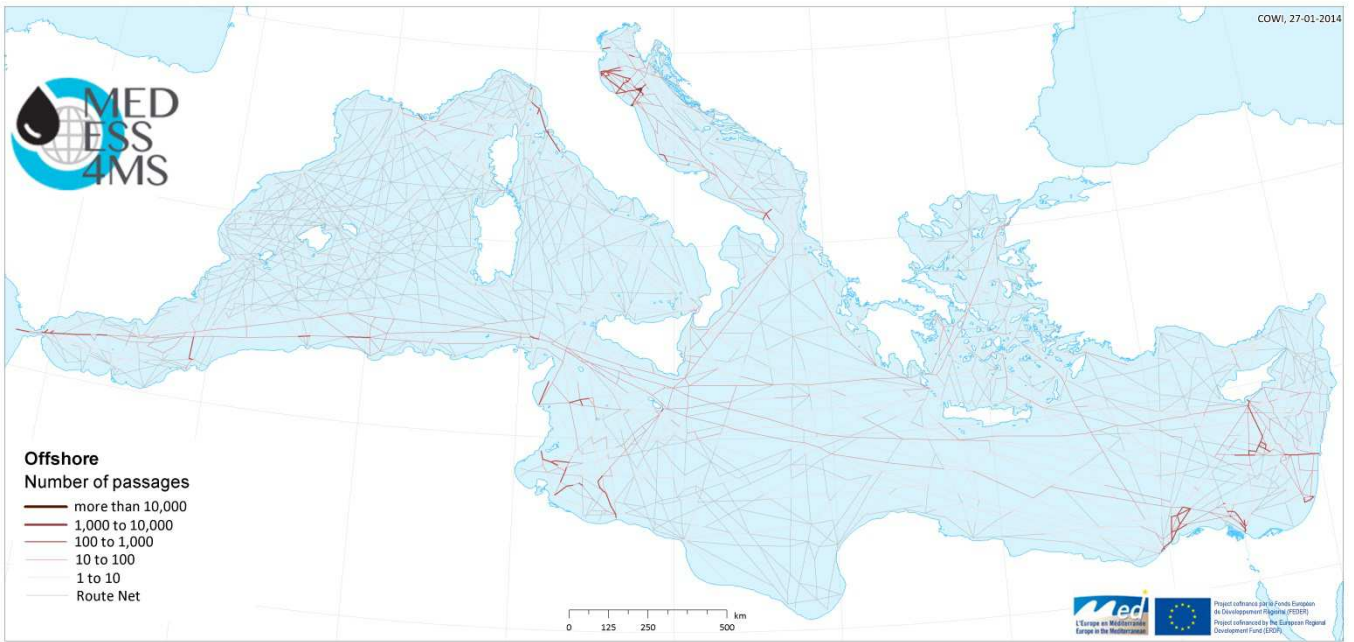 COWI, 27-01-2014
MED
ESS
4MS
Offshore
Number of passages
more than 10,000
1,000 to 10,000
100 to 1,000
10 to 100
1 to 10
Route Net
km
0 125 250 500
Med
L'Europe en Méditerranée
Europe in the Mediterranean
Project cofinancé par le Fonds Européen
de Développement Régional (FEDER)
Project cofinanced by the European Regional
Development Fund (ERDF)